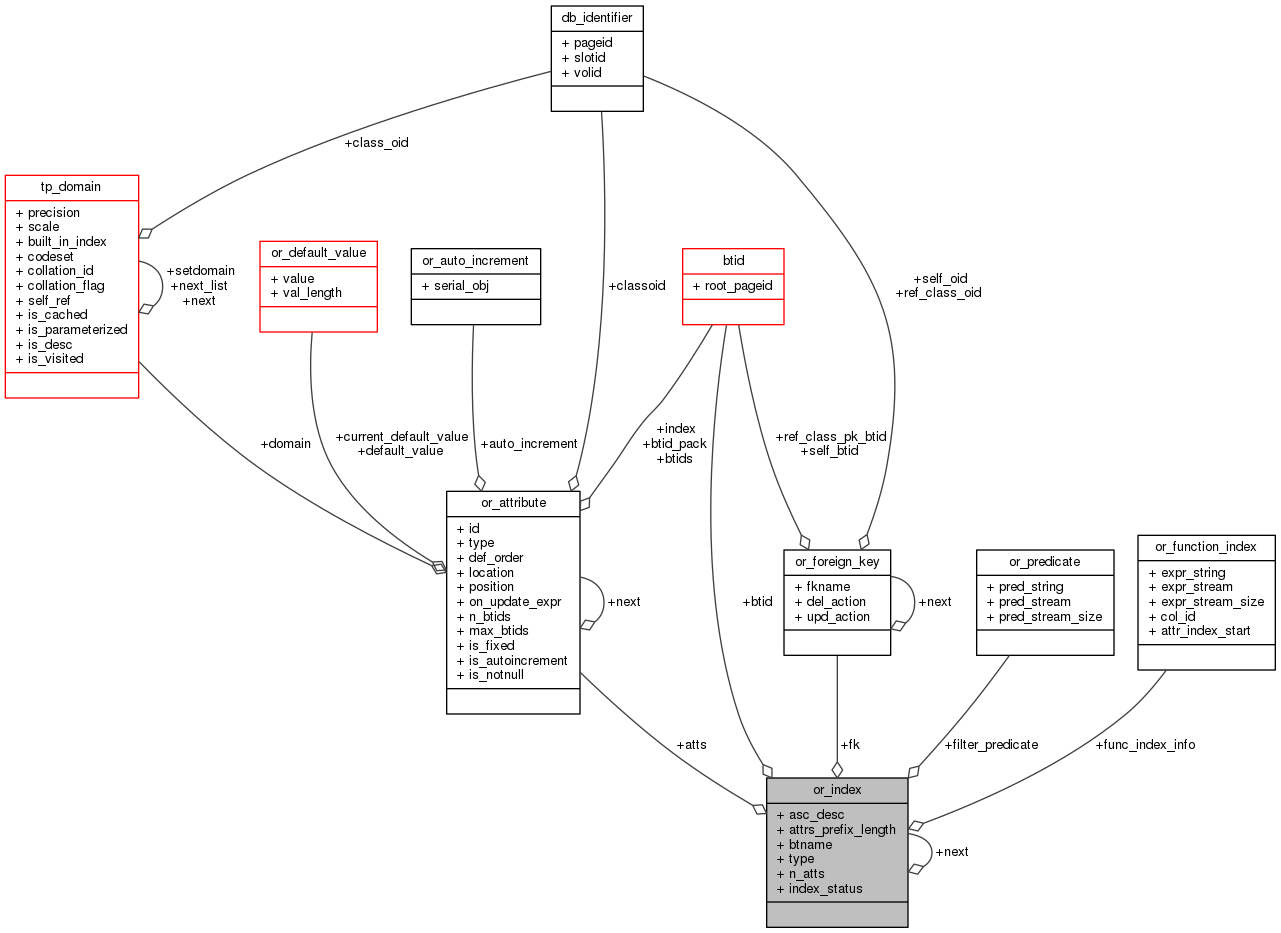 db_identifier
+ pageid
+ slotid
+ volid
+class_oid
tp_domain
+ precision
+ scale
+ built_in_index
+ codeset
+ collation_id
+ collation_flag
+ self_ref
+ is_cached
+ is_parameterized
+ is_desc
+ is_visited
+setdomain
+next_list
+next
or_default_value
+ value
+ val_length
or_auto_increment
+ serial_obj
+classoid
btid
+ root_pageid
+self_oid
+ref_class_oid
+domain
+current_default_value
+default_value
+auto_increment
+index
+btid_pack
+btids
+ref_class_pk_btid
+self_btid
or_attribute
+ id
+ type
+ def_order
+ location
+ position
+ on_update_expr
+ n_btids
+ max_btids
+ is_fixed
+ is_autoincrement
+ is_notnull
+next
+btid
or_foreign_key
+ fkname
+ del_action
+ upd_action
+next
or_predicate
+ pred_string
+ pred_stream
+ pred_stream_size
or_function_index
+ expr_string
+ expr_stream
+ expr_stream_size
+ col_id
+ attr_index_start
+atts
+fk
+filter_predicate
+func_index_info
or_index
+ asc_desc
+ attrs_prefix_length
+ btname
+ type
+ n_atts
+ index_status
+next